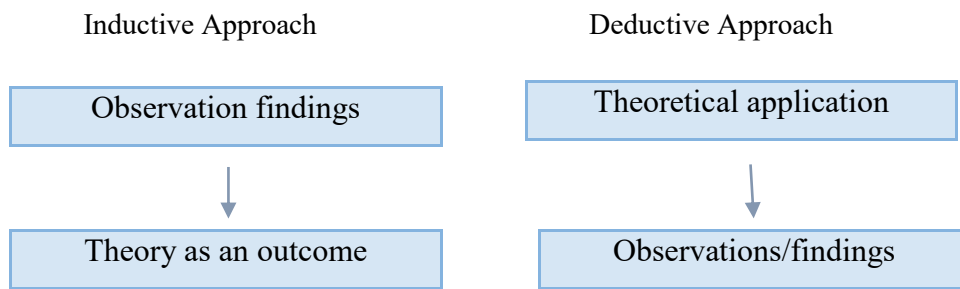 Inductive Approach
Deductive Approach
Observation findings
Theoretical application
Theory as an outcome
Observations/findings